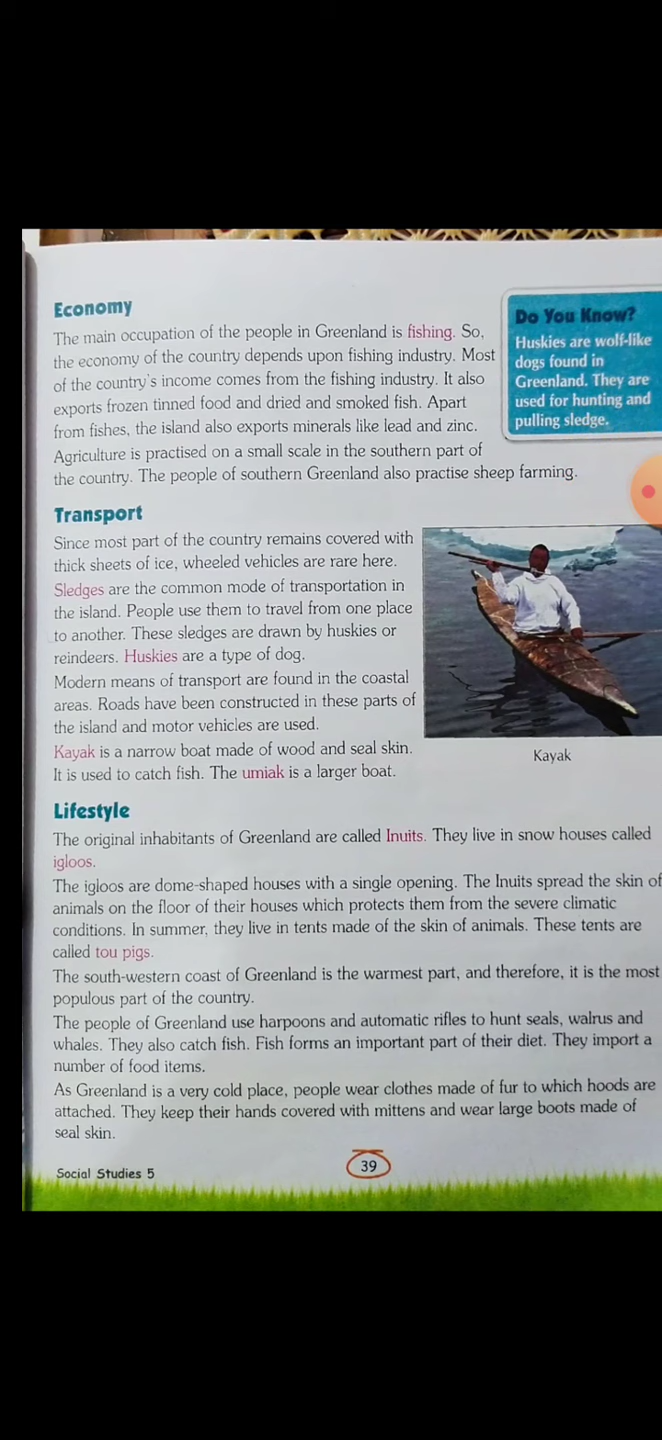 Economy
The main occupation of the people in Greenland is fishing. So,
the economy of the country depends upon fishing industry. Most
of the country's income comes from the fishing industry. It also
exports frozen tinned food and dried and smoked fish. Apart
from fishes, the island also exports minerals like lead and zinc.
Agriculture is practised on a small scale in the southern part of
the country. The people of southern Greenland also practise sheep farming.
Do You Know?
Huskies are wolf-like
dogs found in
Greenland. They are
used for hunting and
pulling sledge.
Transport
Since most part of the country remains covered with
thick sheets of ice, wheeled vehicles are rare here.
Sledges are the common mode of transportation in
the island. People use them to travel from one place
to another. These sledges are drawn by huskies or
reindeers. Huskies are a type of dog.
Modern means of transport are found in the coastal
areas. Roads have been constructed in these parts of
the island and motor vehicles are used.
Kayak is a narrow boat made of wood and seal skin.
It is used to catch fish. The umiak is a larger boat.
Kayak
Lifestyle
The original inhabitants of Greenland are called Inuits. They live in snow houses called
igloos.
The igloos are dome-shaped houses with a single opening. The Inuits spread the skin of
animals on the floor of their houses which protects them from the severe climatic
conditions. In summer, they live in tents made of the skin of animals. These tents are
called tou pigs.
The south-western coast of Greenland is the warmest part, and therefore, it is the most
populous part of the country.
The people of Greenland use harpoons and automatic rifles to hunt seals, walrus and
whales. They also catch fish. Fish forms an important part of their diet. They import a
number of food items.
As Greenland is a very cold place, people wear clothes made of fur to which hoods are
attached. They keep their hands covered with mittens and wear large boots made of
seal skin.
Social Studies 5
39